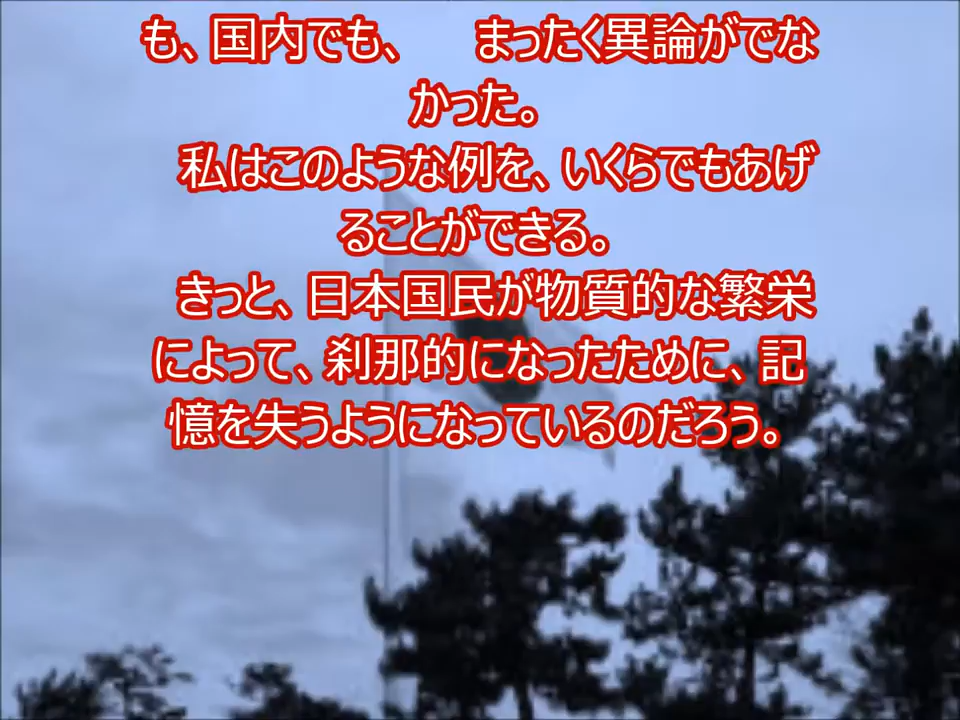 も、国内でも、　まったく異論がでな
かった。
私はこのような例を、いくらでもあげ
ることができる。
きっと、日本国民が物質的な繁栄
によって、刹那的になったために、記
憶を失うようになっているのだろう。